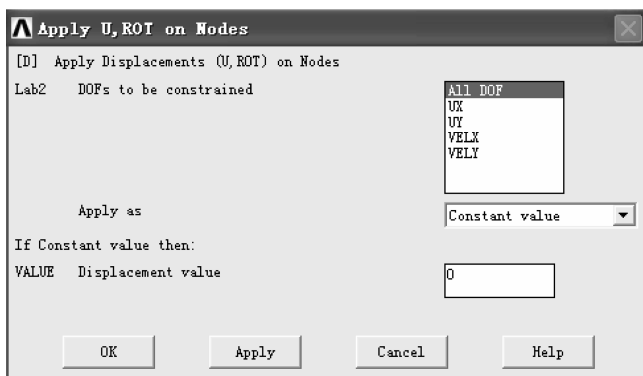 Apply U,ROT on Nodes
[D] Apply Displacements (U,ROT) on Nodes
Lab2 DOFs to be constrained
All DOF
UX
UY
VELX
VELY
Apply as
Constant value
If Constant value then:
VALUE Displacement value
0
OK
Apply
Cancel
Help